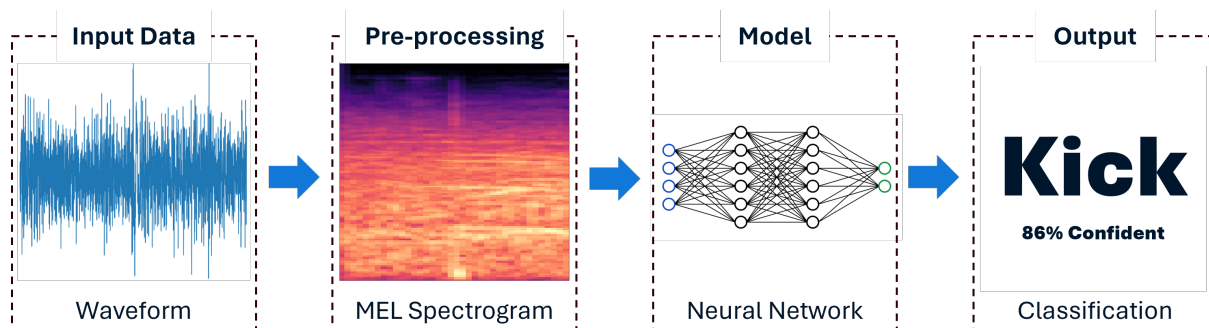 Input Data
Pre-processing
Model
Output
Kick
86% Confident
Waveform
MEL Spectrogram
Neural Network
Classification